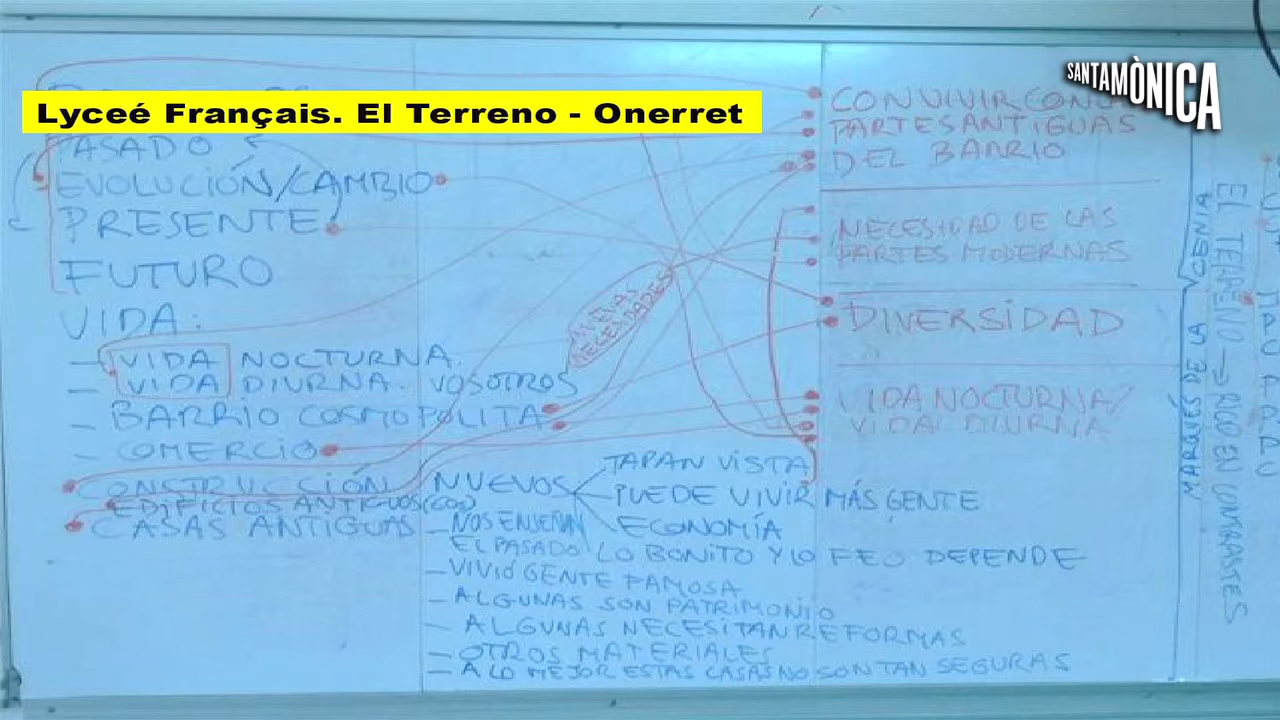 SANTAMÒNICA
Lyceé Français. El Terreno - Onerret
PASADO
EVOLUCIÓN/CAMBIO
PRESENTE
FUTURO
VIDA:
- VIDA NOCTURNA.
- VIDA DIURNA. VOSOTROS
- BARRIO COSMOPOLITA
- COMERCIO
CONSTRUCCIÓN
EDIFICIOS ANTIGUOS
CASAS ANTIGUAS
NUEVAS
NECESIDADES
NUEVOS
TAPAN VISTA
PUEDE VIVIR MÁS GENTE
ECONOMÍA
- NOS ENSEÑAN
EL PASADO LO BONITO Y LO FEO DEPENDE
- VIVIÓ GENTE FAMOSA
- ALGUNAS SON PATRIMONIO
- ALGUNAS NECESITAN REFORMAS
- OTROS MATERIALES
- A LO MEJOR ESTAS CASAS NO SON TAN SEGURAS
CONVIVIR CON
PARTES ANTIGUAS
DEL BARRIO
NECESIDAD DE LAS
PARTES MODERNAS
DIVERSIDAD
VIDA NOCTURNA/
VIDA DIURNA
MARQUÉS DE LA CENIA
EL TERRENO → RICO EN CONTRASTES